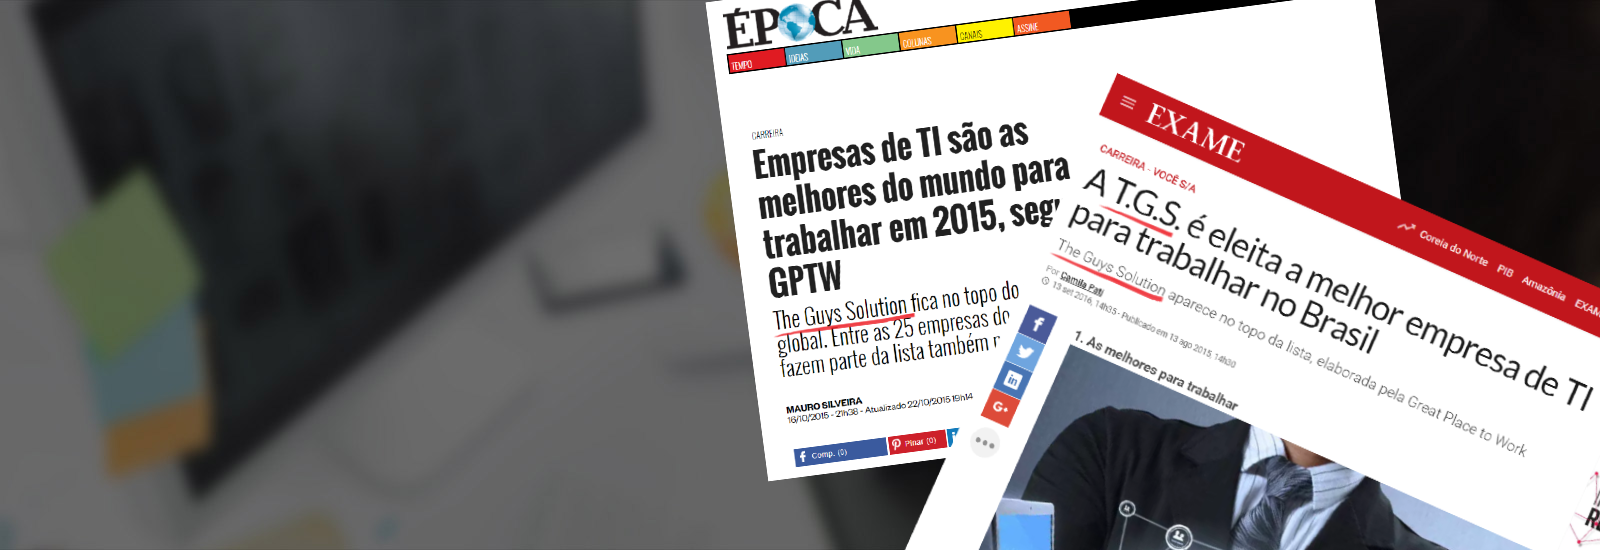 ÉPOCA
TEMPO IDEIAS VIDA COLUNAS CANAIS ASSINE
CARREIRA
Empresas de TI são as
melhores do mundo para
trabalhar em 2015, seg
GPTW
The Guys Solution fica no topo do
global. Entre as 25 empresas do
fazem parte da lista também
MAURO SILVEIRA
16/10/2015 - 21h36 - Atualizado 22/10/2015 19h14
Comp. (0) Pinar (0)
EXAME
Coreia do Norte PIB Amazônia EXAM
CARREIRA - VOCÊ S/A
A T.G.S. é eleita a melhor empresa de TI
para trabalhar no Brasil
The Guys Solution aparece no topo da lista, elaborada pela Great Place to Work
Por Camila Pati
13 set 2016, 14h35 - Publicado em 13 ago 2015, 14h30
1. As melhores para trabalhar